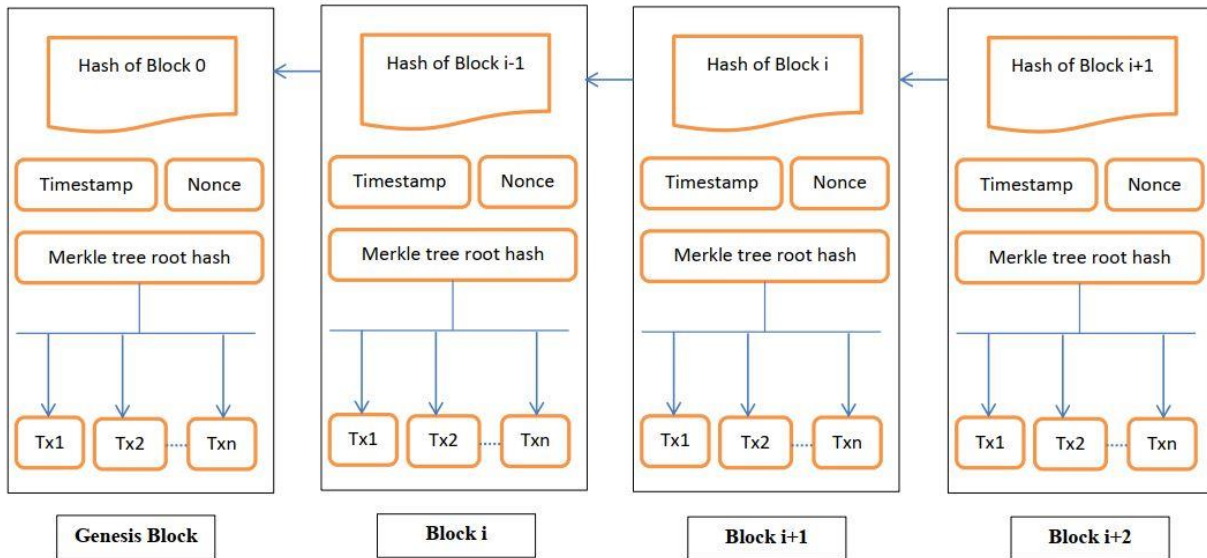 Hash of Block 0
Timestamp
Nonce
Merkle tree root hash
Tx1
Tx2
Txn
Genesis Block
Hash of Block i-1
Timestamp
Nonce
Merkle tree root hash
Tx1
Tx2
Txn
Block i
Hash of Block i
Timestamp
Nonce
Merkle tree root hash
Tx1
Tx2
Txn
Block i+1
Hash of Block i+1
Timestamp
Nonce
Merkle tree root hash
Tx1
Tx2
Txn
Block i+2